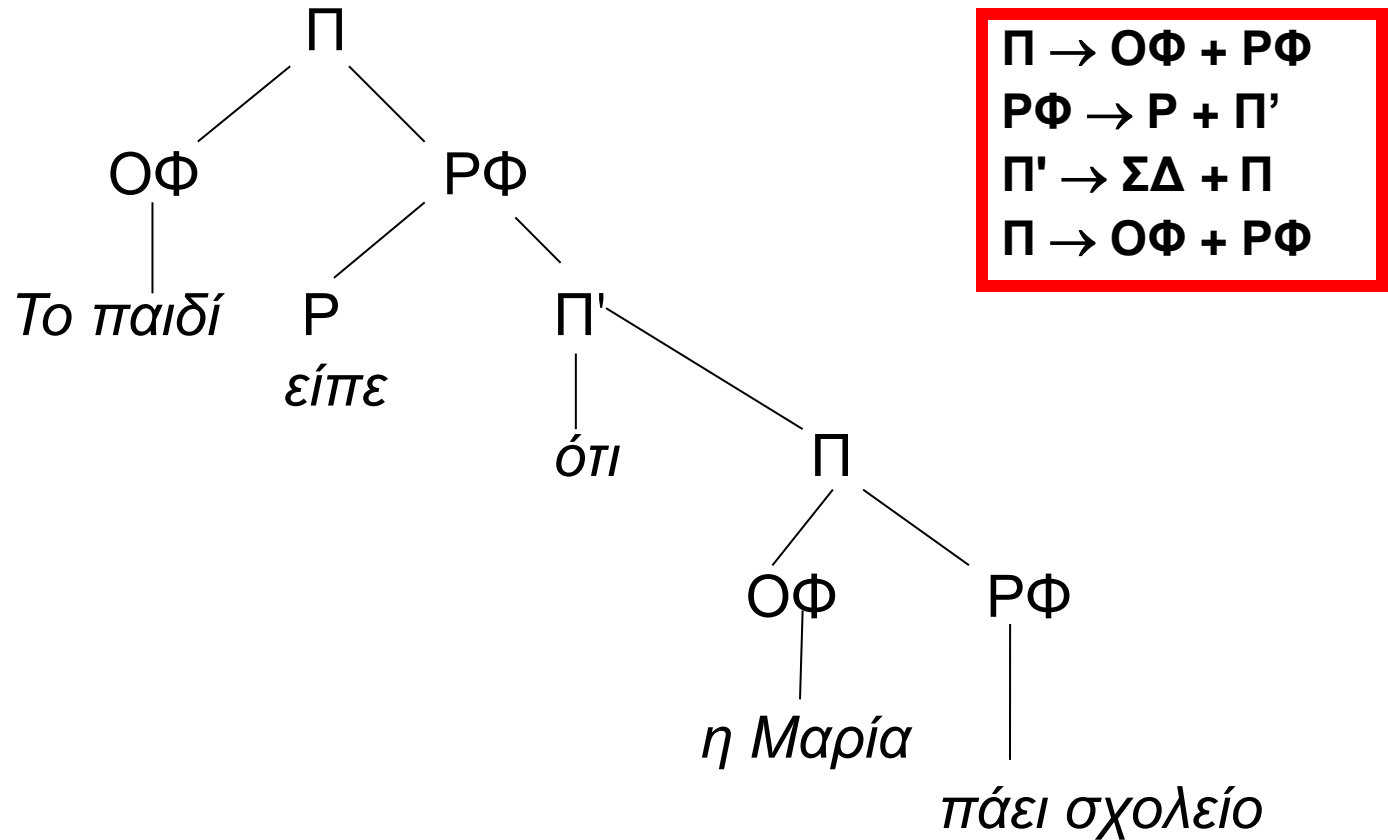 Π
Π → ΟΦ + ΡΦ
ΡΦ → Ρ + Π’
Π' → ΣΔ + Π
Π → ΟΦ + ΡΦ
ΟΦ ΡΦ
Το παιδί Ρ Π'
είπε
ότι Π
ΟΦ ΡΦ
η Μαρία
πάει σχολείο